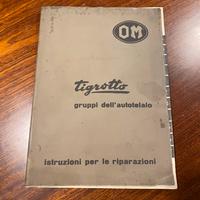 OM
tigrotto
gruppi dell'autotelaio
istruzioni per le riparazioni